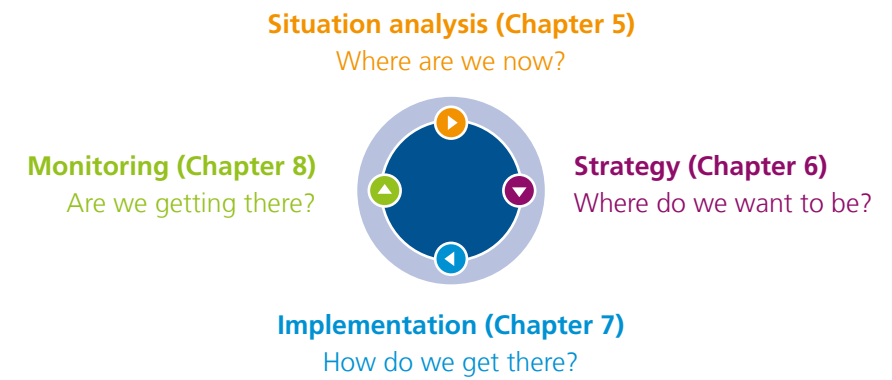 Situation analysis (Chapter 5)
Where are we now?
Monitoring (Chapter 8)
Are we getting there?
Strategy (Chapter 6)
Where do we want to be?
Implementation (Chapter 7)
How do we get there?